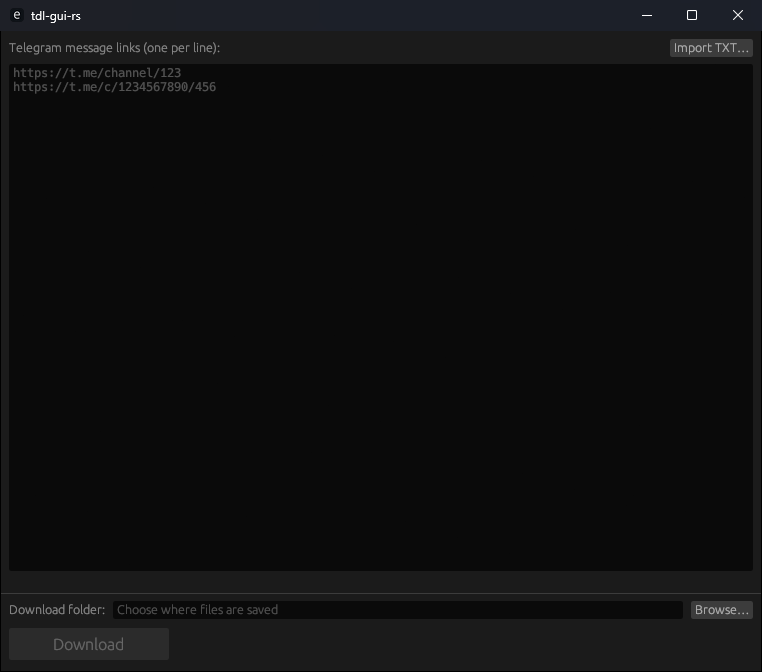 e tdl-gui-rs
Telegram message links (one per line): Import TXT...
https://t.me/channel/123
https://t.me/c/1234567890/456
Download folder: Choose where files are saved Browse...
Download